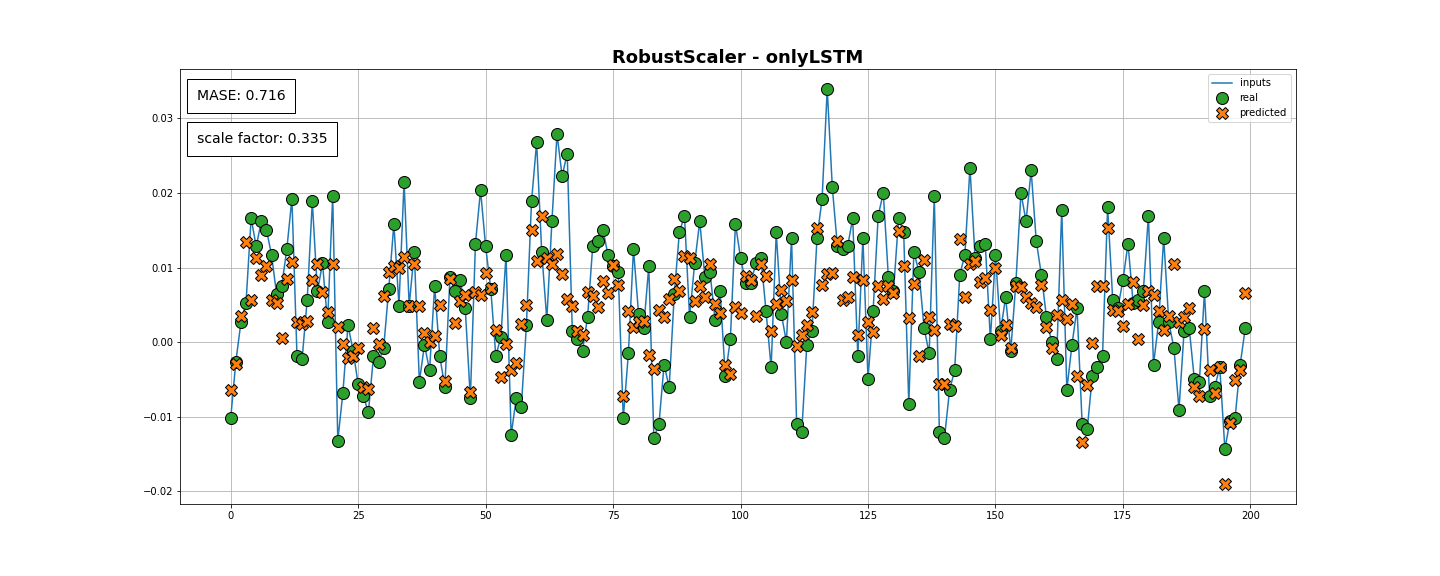 RobustScaler - onlyLSTM
MASE: 0.716
scale factor: 0.335
inputs
real
predicted
0.03
0.02
0.01
0.00
−0.01
−0.02
0 25 50 75 100 125 150 175 200